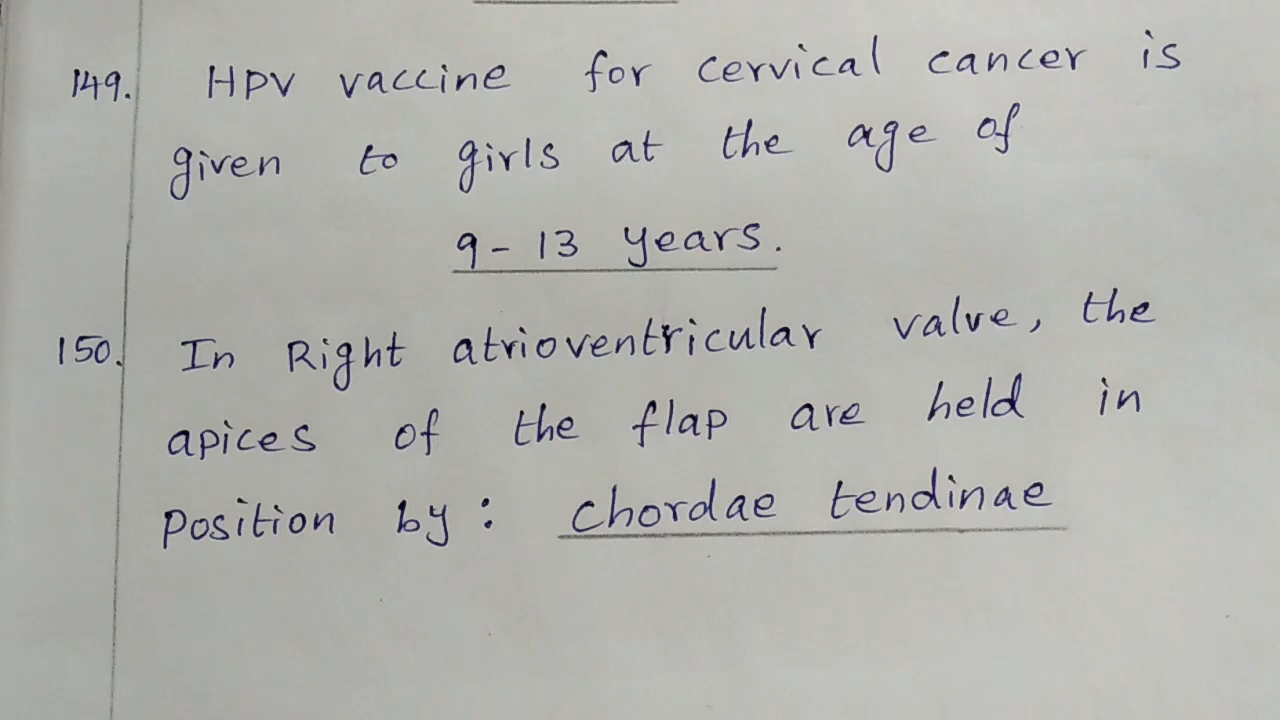 149. HPV vaccine for cervical cancer is
given to girls at the age of
9 - 13 years.
150. In Right atrioventricular valve, the
apices of the flap are held in
position by: chordae tendinae